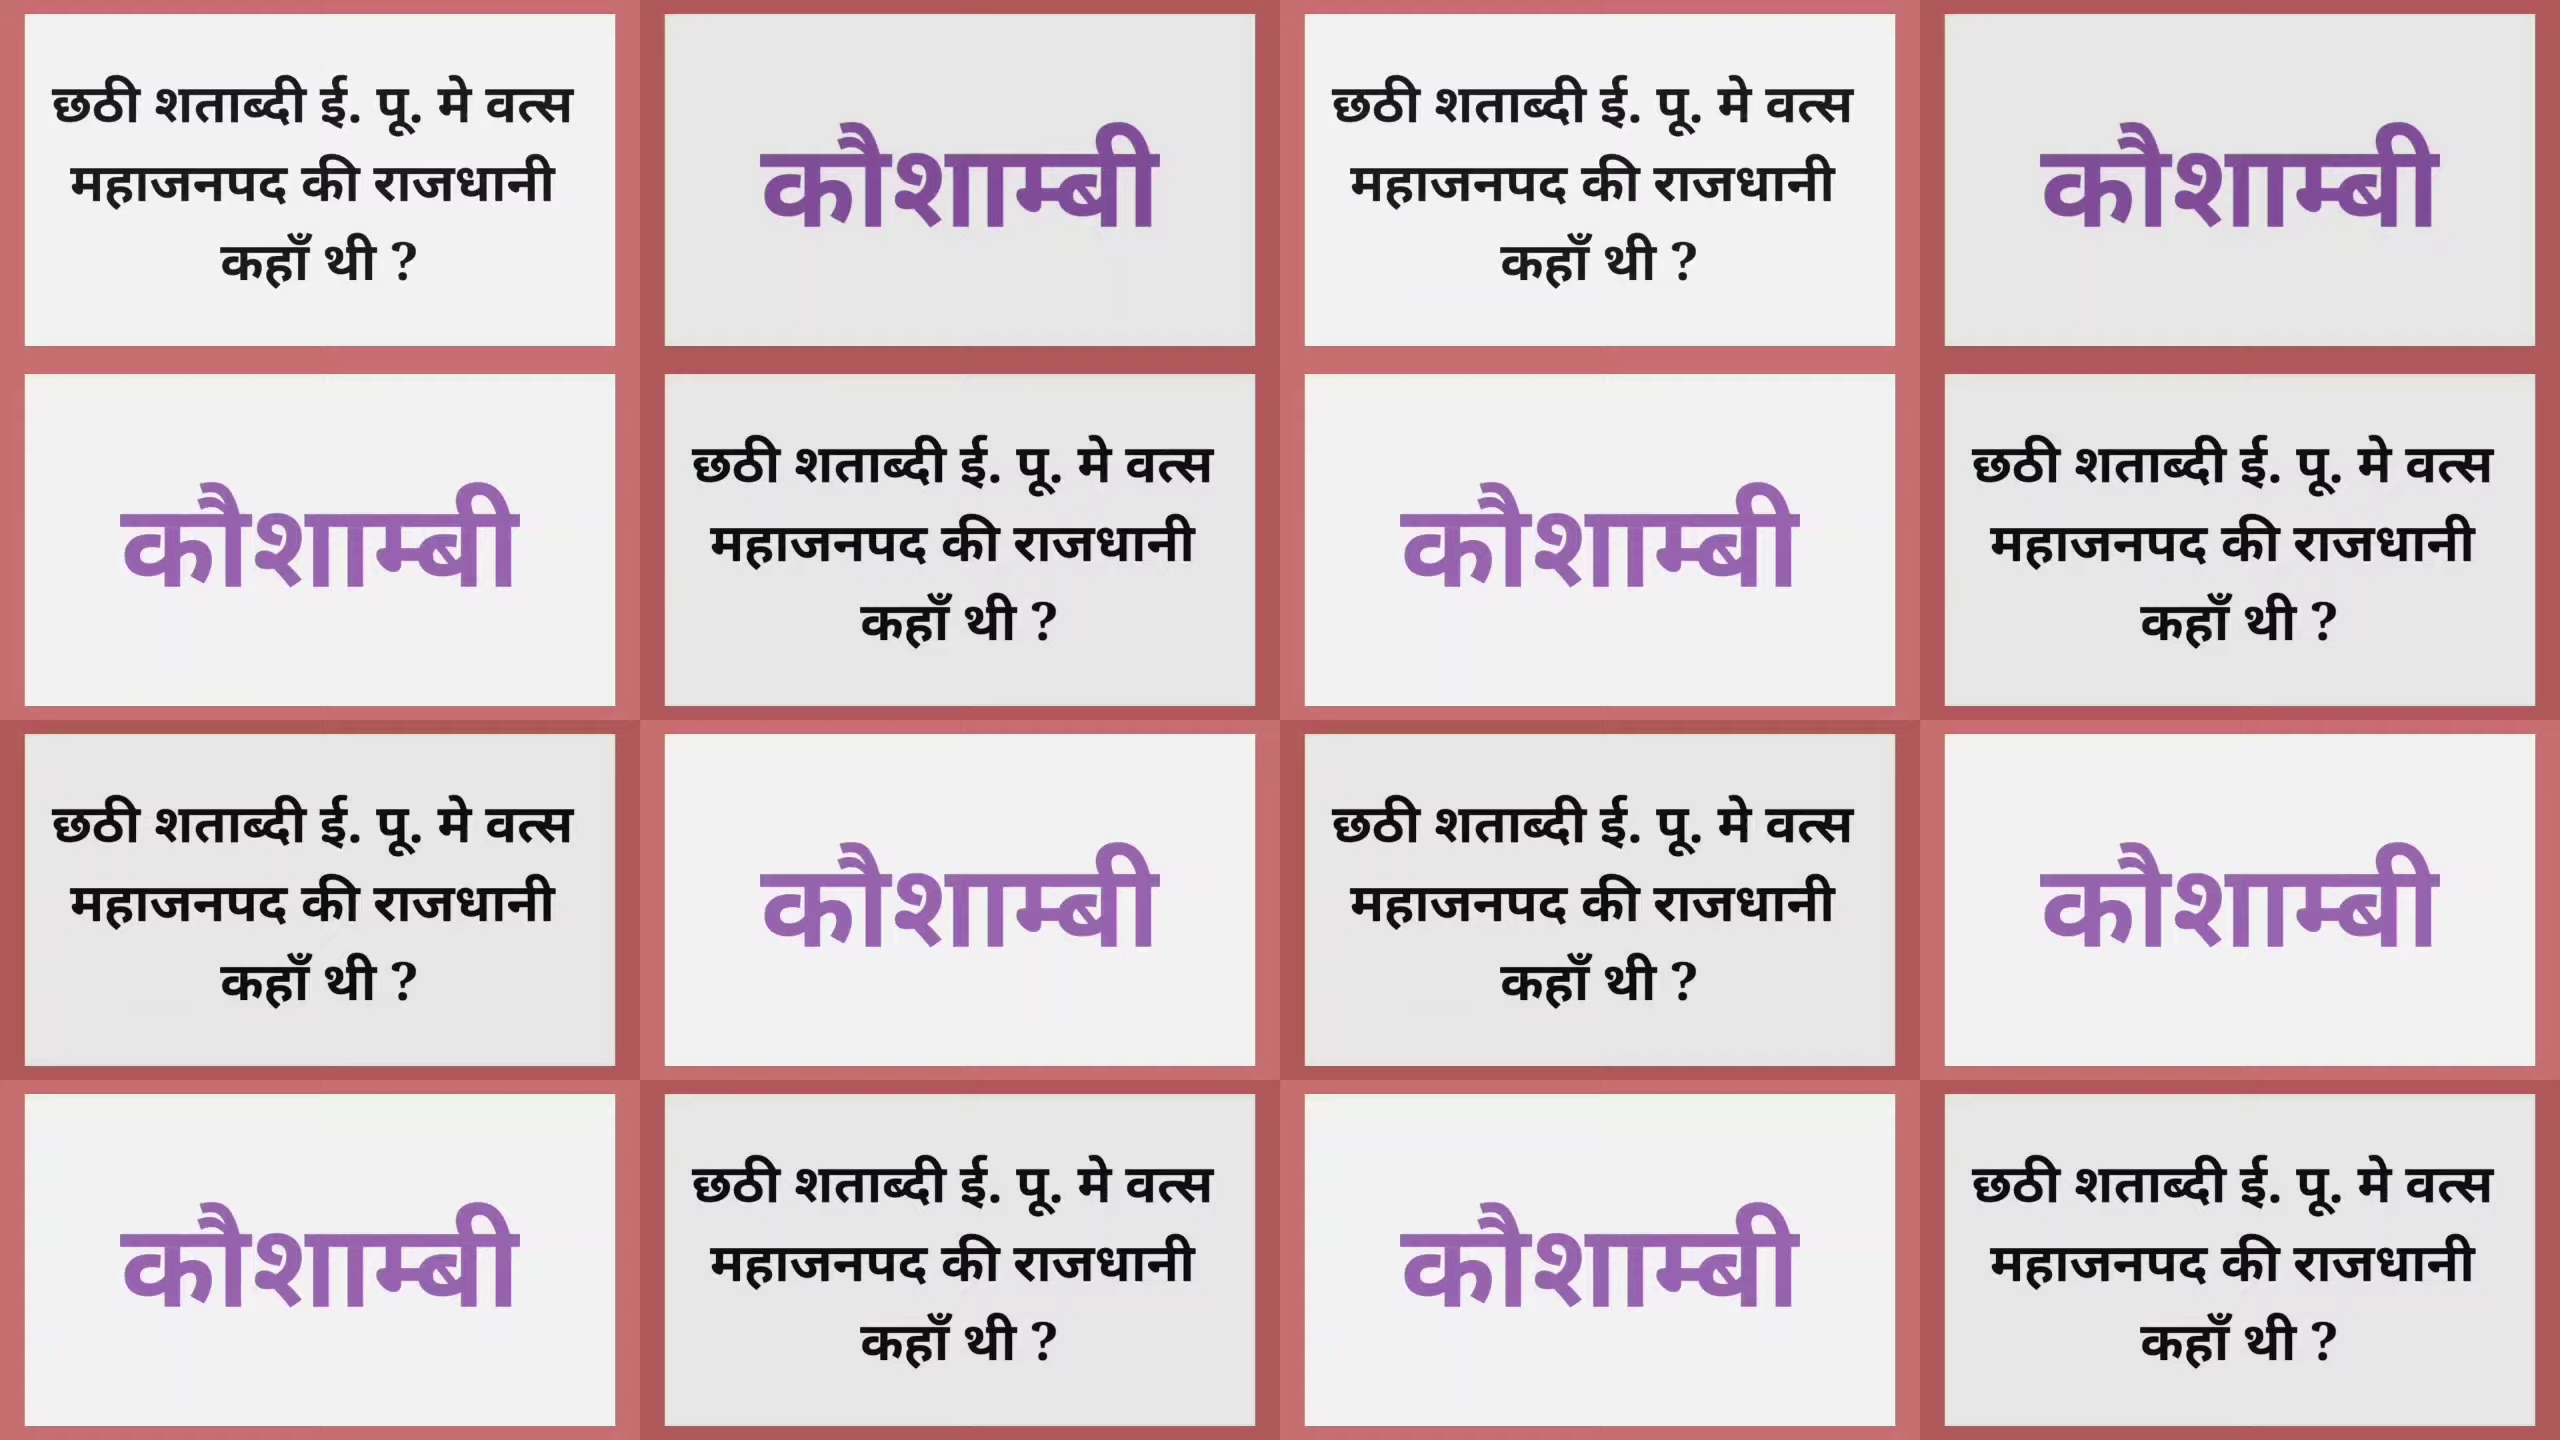 छठी शताब्दी ई. पू. मे वत्स
महाजनपद की राजधानी
कहाँ थी ?
कौशाम्बी
छठी शताब्दी ई. पू. मे वत्स
महाजनपद की राजधानी
कहाँ थी ?
कौशाम्बी
कौशाम्बी
छठी शताब्दी ई. पू. मे वत्स
महाजनपद की राजधानी
कहाँ थी ?
कौशाम्बी
छठी शताब्दी ई. पू. मे वत्स
महाजनपद की राजधानी
कहाँ थी ?
छठी शताब्दी ई. पू. मे वत्स
महाजनपद की राजधानी
कहाँ थी ?
कौशाम्बी
छठी शताब्दी ई. पू. मे वत्स
महाजनपद की राजधानी
कहाँ थी ?
कौशाम्बी
कौशाम्बी
छठी शताब्दी ई. पू. मे वत्स
महाजनपद की राजधानी
कहाँ थी ?
कौशाम्बी
छठी शताब्दी ई. पू. मे वत्स
महाजनपद की राजधानी
कहाँ थी ?